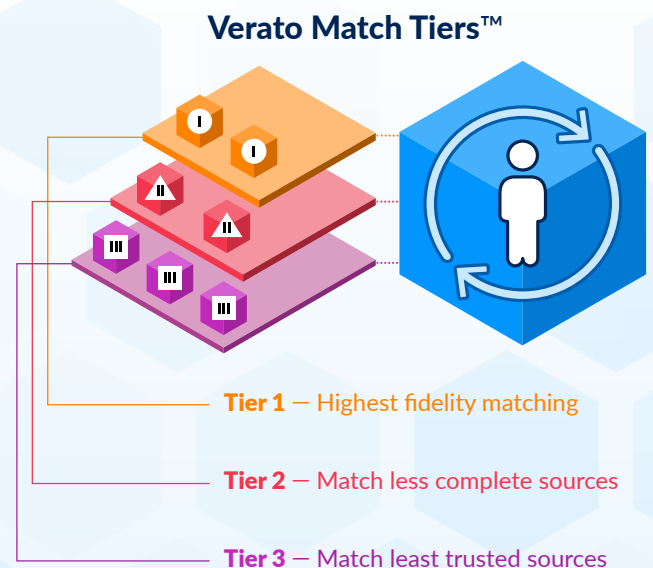 Verato Match Tiers™
I
I
II
II
III
III
III
Tier 1 — Highest fidelity matching
Tier 2 — Match less complete sources
Tier 3 — Match least trusted sources